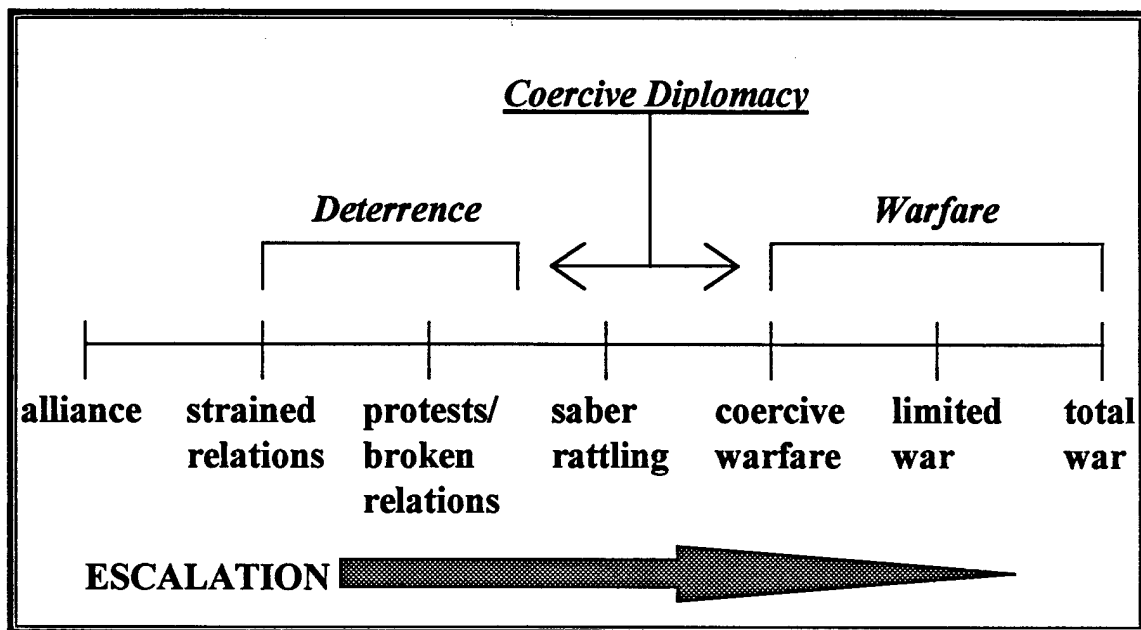 Coercive Diplomacy
Deterrence
Warfare
alliance
strained
relations
protests/
broken
relations
saber
rattling
coercive
warfare
limited
war
total
war
ESCALATION